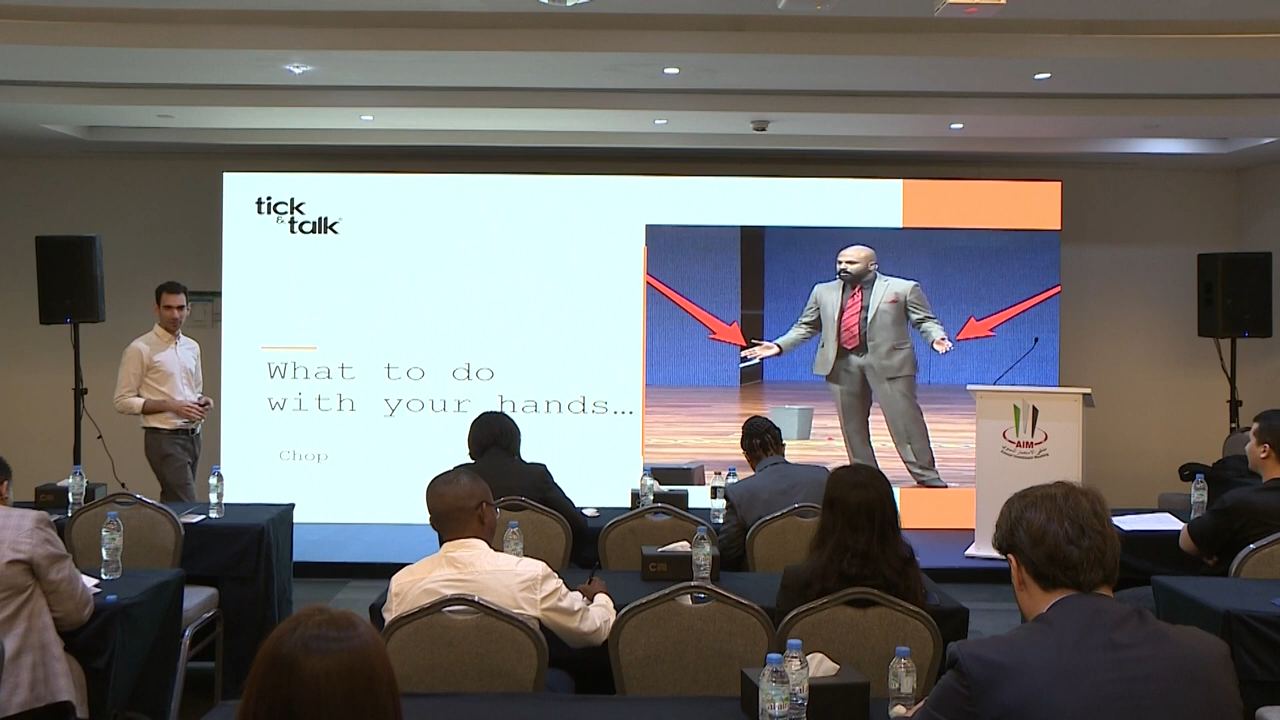 tick
& talk
What to do
with your hands…
Chop
AIM